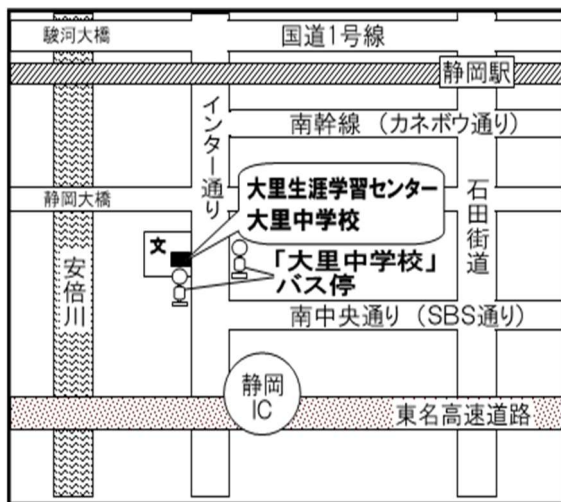 駿河大橋
国道1号線
静岡駅
インター通り
南幹線 （カネボウ通り）
大里生涯学習センター
大里中学校
静岡大橋
石田街道
文
「大里中学校」
バス停
安倍川
南中央通り （SBS通り）
静岡
IC
東名高速道路